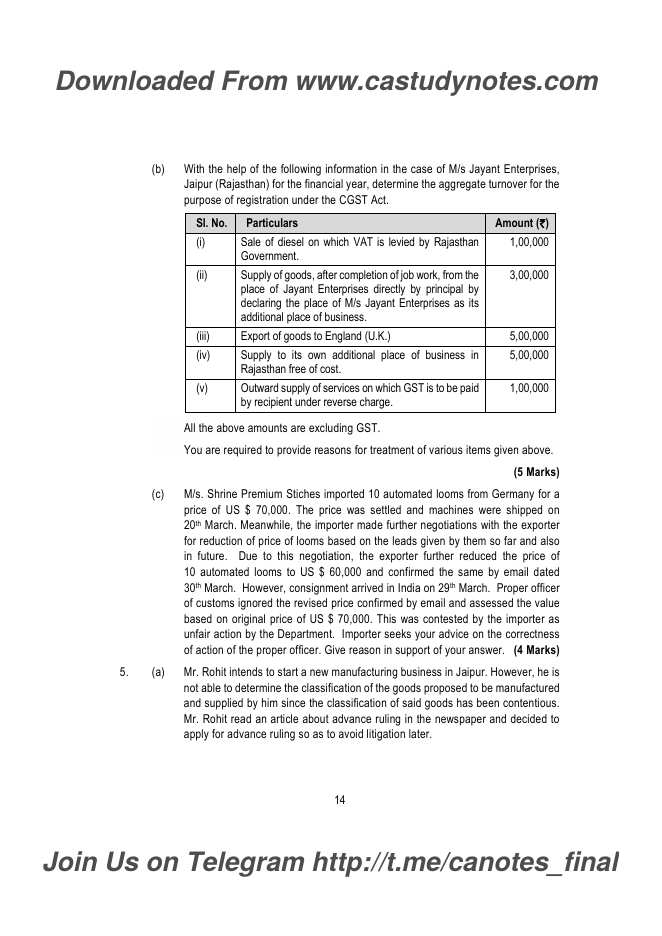 Downloaded From www.castudynotes.com
(b) With the help of the following information in the case of M/s Jayant Enterprises,
Jaipur (Rajasthan) for the financial year, determine the aggregate turnover for the
purpose of registration under the CGST Act.
Sl. No. Particulars Amount (₹)
(i) Sale of diesel on which VAT is levied by Rajasthan 1,00,000
Government.
(ii) Supply of goods, after completion of job work, from the 3,00,000
place of Jayant Enterprises directly by principal by
declaring the place of M/s Jayant Enterprises as its
additional place of business.
(iii) Export of goods to England (U.K.) 5,00,000
(iv) Supply to its own additional place of business in 5,00,000
Rajasthan free of cost.
(v) Outward supply of services on which GST is to be paid 1,00,000
by recipient under reverse charge.
All the above amounts are excluding GST.
You are required to provide reasons for treatment of various items given above.
(5 Marks)
(c) M/s. Shrine Premium Stiches imported 10 automated looms from Germany for a
price of US $ 70,000. The price was settled and machines were shipped on
20th March. Meanwhile, the importer made further negotiations with the exporter
for reduction of price of looms based on the leads given by them so far and also
in future. Due to this negotiation, the exporter further reduced the price of
10 automated looms to US $ 60,000 and confirmed the same by email dated
30th March. However, consignment arrived in India on 29th March. Proper officer
of customs ignored the revised price confirmed by email and assessed the value
based on original price of US $ 70,000. This was contested by the importer as
unfair action by the Department. Importer seeks your advice on the correctness
of action of the proper officer. Give reason in support of your answer. (4 Marks)
5. (a) Mr. Rohit intends to start a new manufacturing business in Jaipur. However, he is
not able to determine the classification of the goods proposed to be manufactured
and supplied by him since the classification of said goods has been contentious.
Mr. Rohit read an article about advance ruling in the newspaper and decided to
apply for advance ruling so as to avoid litigation later.
14
Join Us on Telegram http://t.me/canotes_final